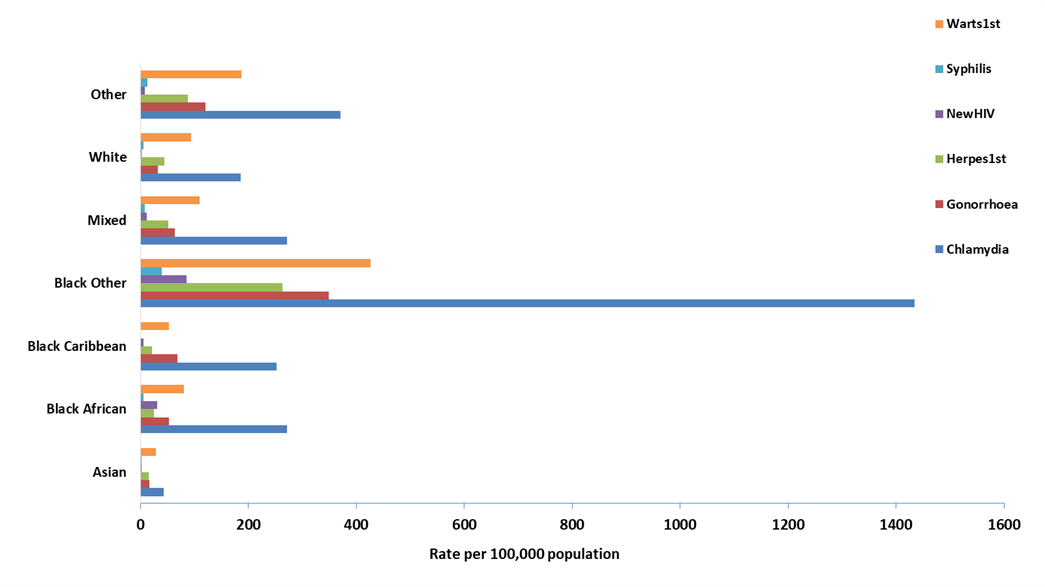 Warts1st
Syphilis
NewHIV
Herpes1st
Gonorrhoea
Chlamydia
Other
White
Mixed
Black Other
Black Caribbean
Black African
Asian
0 200 400 600 800 1000 1200 1400 1600
Rate per 100,000 population